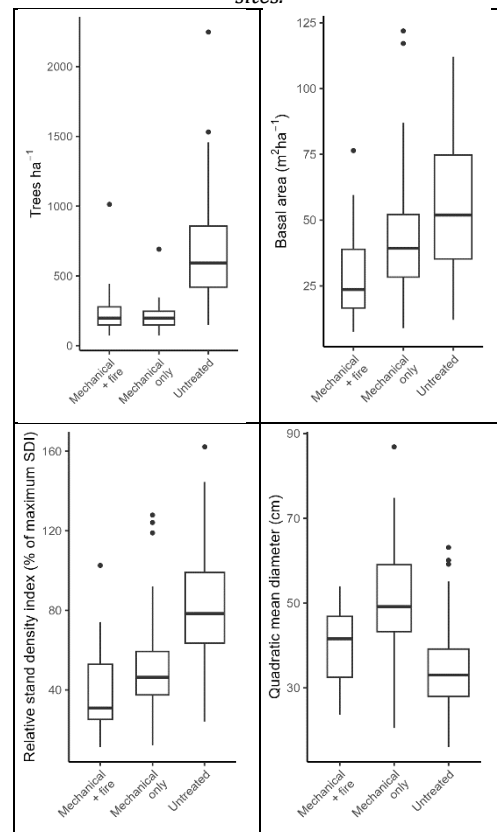 sites.
Trees ha⁻¹
2000
1500
1000
500
0
Mechanical
+ fire
Mechanical
only
Untreated
Basal area (m²ha⁻¹)
125
100
75
50
25
Mechanical
+ fire
Mechanical
only
Untreated
Relative stand density index (% of maximum SDI)
160
120
80
40
Mechanical
+ fire
Mechanical
only
Untreated
Quadratic mean diameter (cm)
90
70
50
30
Mechanical
+ fire
Mechanical
only
Untreated